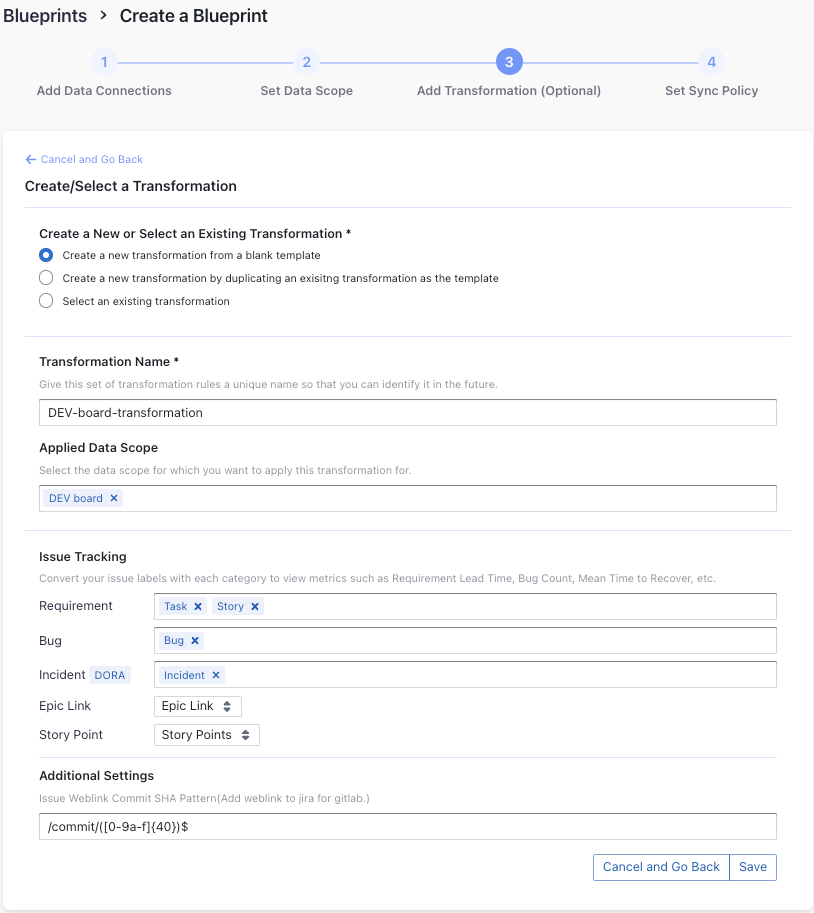 Blueprints > Create a Blueprint
1 2 3 4
Add Data Connections Set Data Scope Add Transformation (Optional) Set Sync Policy
← Cancel and Go Back
Create/Select a Transformation
Create a New or Select an Existing Transformation *
Create a new transformation from a blank template
Create a new transformation by duplicating an exisitng transformation as the template
Select an existing transformation
Transformation Name *
Give this set of transformation rules a unique name so that you can identify it in the future.
DEV-board-transformation
Applied Data Scope
Select the data scope for which you want to apply this transformation for.
DEV board ×
Issue Tracking
Convert your issue labels with each category to view metrics such as Requirement Lead Time, Bug Count, Mean Time to Recover, etc.
Requirement Task × Story ×
Bug Bug ×
Incident DORA Incident ×
Epic Link Epic Link
Story Point Story Points
Additional Settings
Issue Weblink Commit SHA Pattern(Add weblink to jira for gitlab.)
/commit/([0-9a-f]{40})$
Cancel and Go Back Save